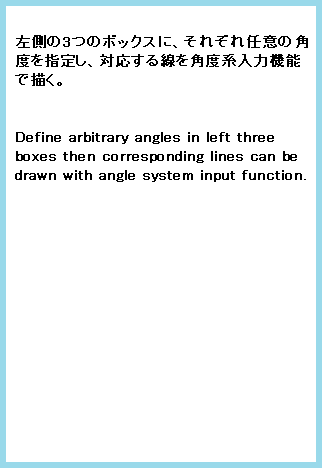 左側の3つのボックスに、それぞれ任意の角
度を指定し、対応する線を角度系入力機能
で描く。
Define arbitrary angles in left three
boxes then corresponding lines can be
drawn with angle system input function.